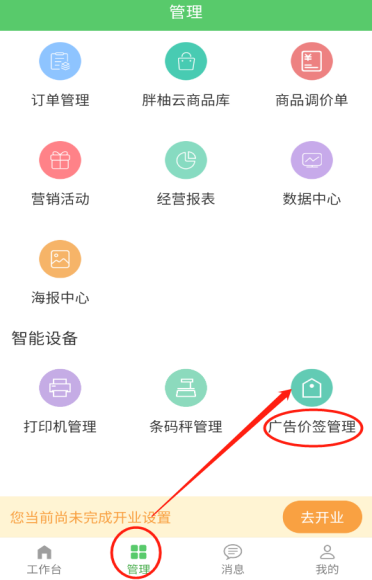 管理
订单管理 胖柚云商品库 商品调价单
营销活动 经营报表 数据中心
海报中心
智能设备
打印机管理 条码秤管理 广告价签管理
您当前尚未完成开业设置 去开业
工作台 管理 消息 我的